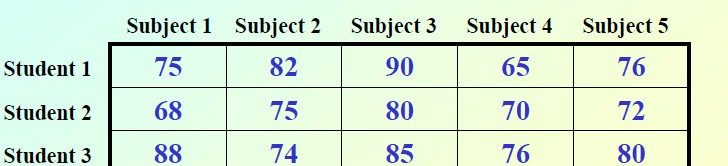 Subject 1 Subject 2 Subject 3 Subject 4 Subject 5
Student 1 75 82 90 65 76
Student 2 68 75 80 70 72
Student 3 88 74 85 76 80